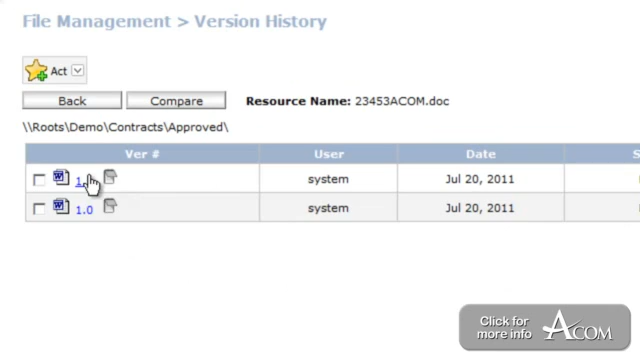 File Management > Version History
Act
Back Compare Resource Name: 23453ACOM.doc
\\Roots\Demo\Contracts\Approved\
Ver # User Date
system Jul 20, 2011
1.0 system Jul 20, 2011
Click for
more info ACOM